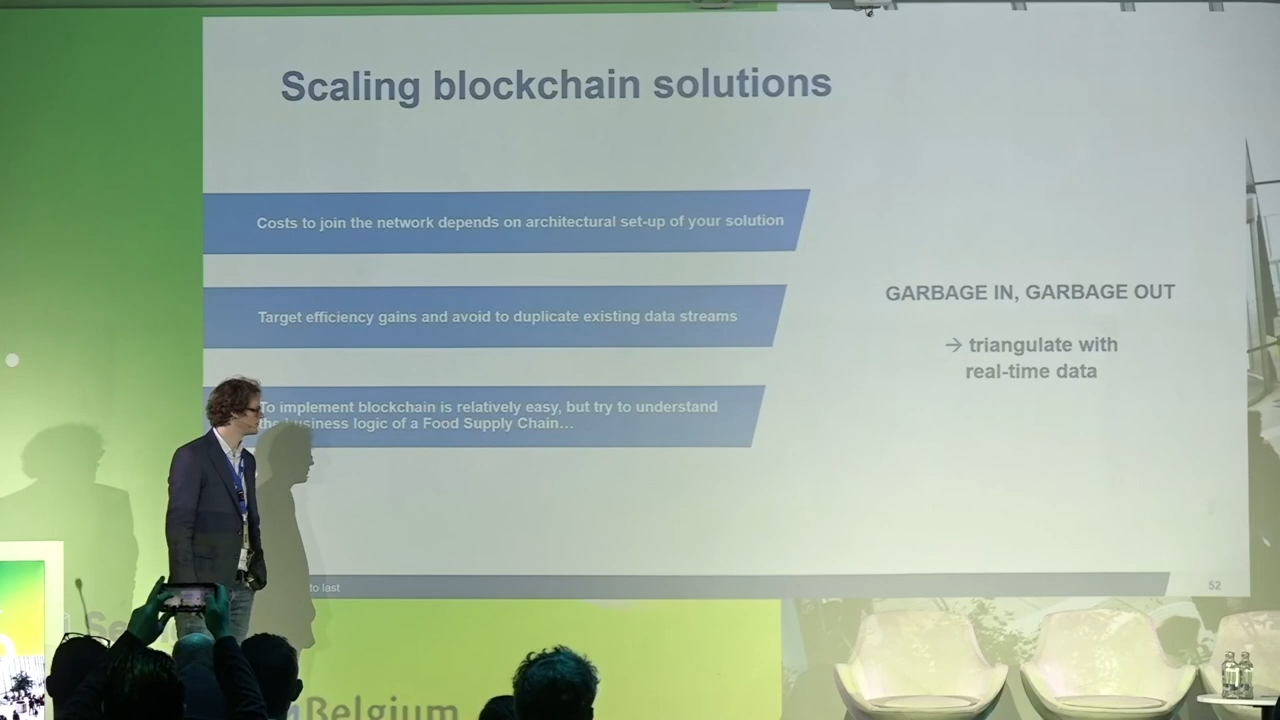 Scaling blockchain solutions
Costs to join the network depends on architectural set-up of your solution
Target efficiency gains and avoid to duplicate existing data streams
To implement blockchain is relatively easy, but try to understand
the business logic of a Food Supply Chain…
GARBAGE IN, GARBAGE OUT
→ triangulate with
real-time data
to last
52
Belgium